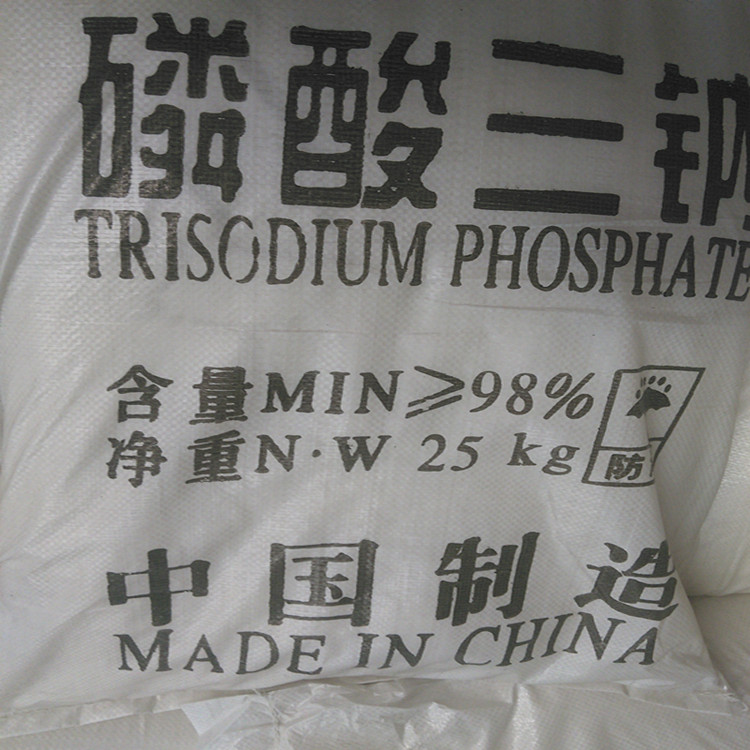 磷酸三钠
TRISODIUM PHOSPHATE
含量MIN≥98%
净重N·W 25 kg
防
中国制造
MADE IN CHINA